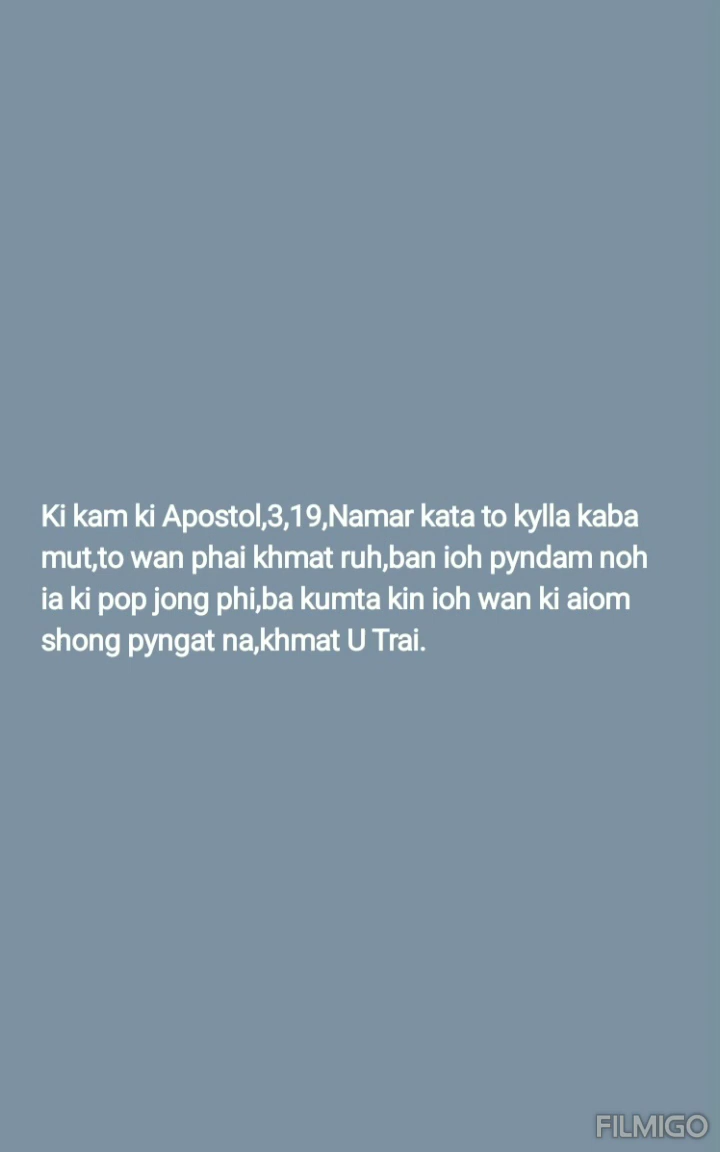 Ki kam ki Apostol,3,19,Namar kata to kylla kaba
mut,to wan phai khmat ruh,ban ioh pyndam noh
ia ki pop jong phi,ba kumta kin ioh wan ki aiom
shong pyngat na,khmat U Trai.
FILMIGO